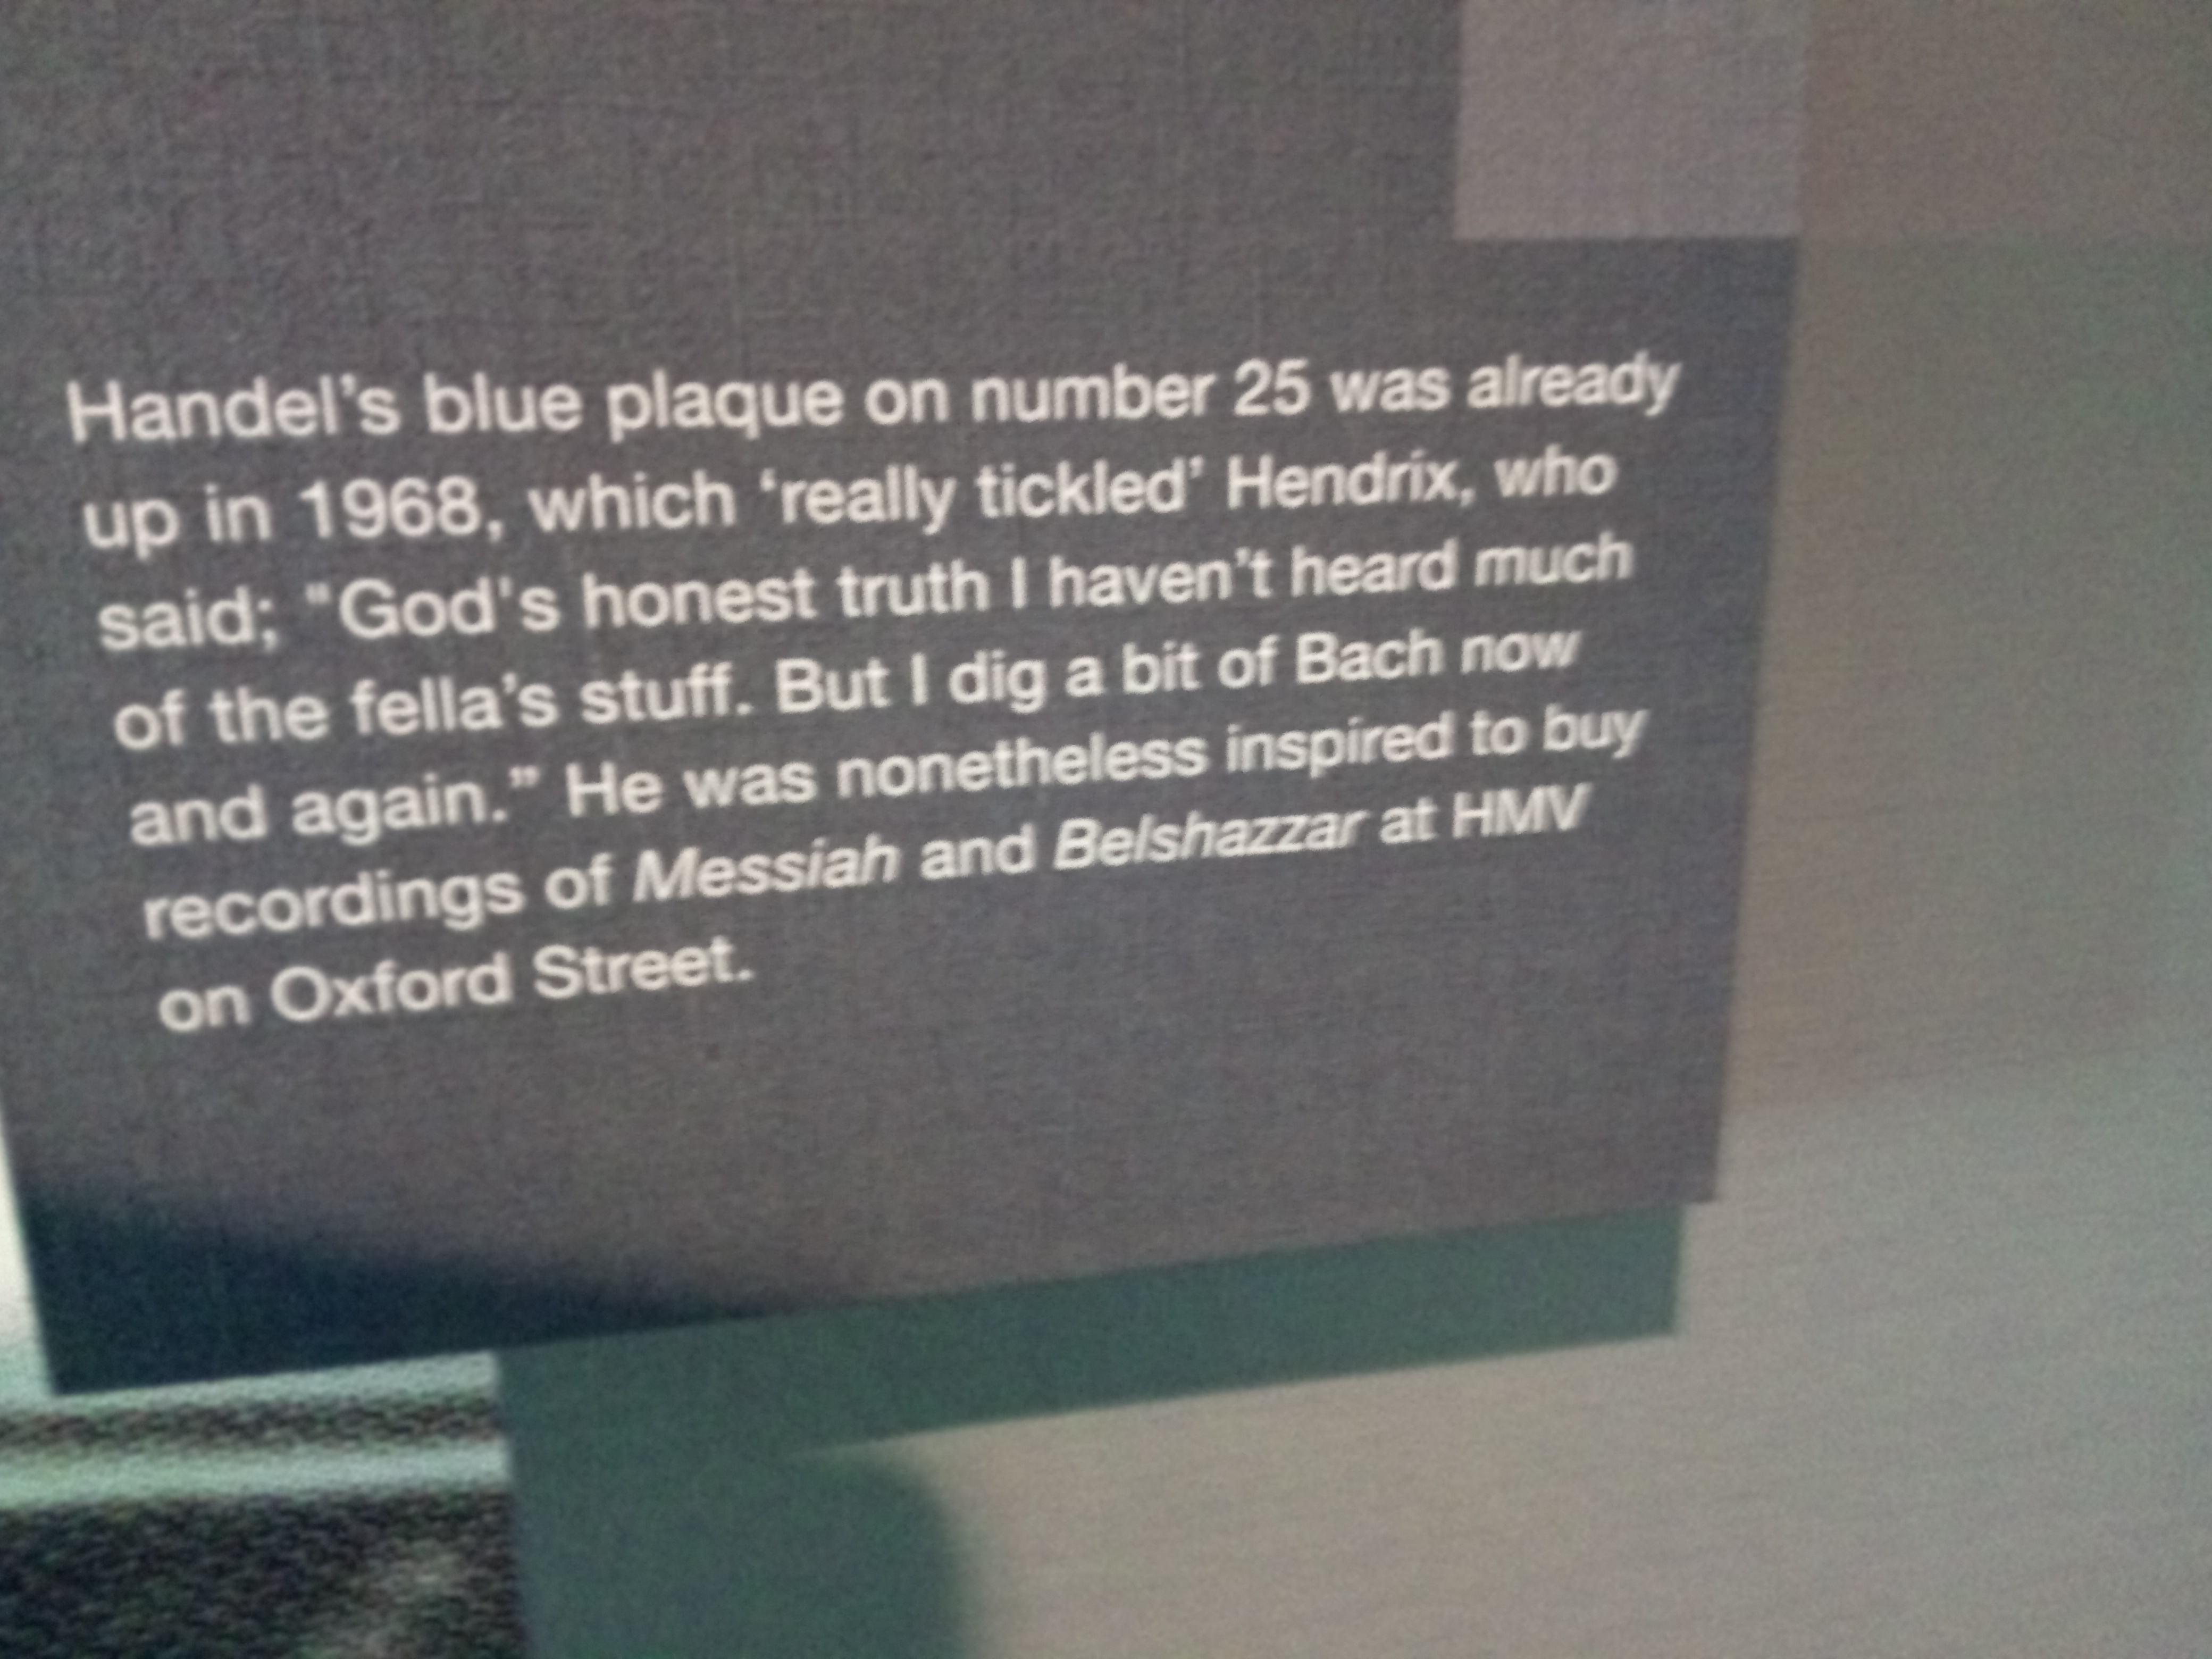 Handel’s blue plaque on number 25 was already
up in 1968, which ‘really tickled’ Hendrix, who
said; "God's honest truth I haven’t heard much
of the fella’s stuff. But I dig a bit of Bach now
and again.” He was nonetheless inspired to buy
recordings of Messiah and Belshazzar at HMV
on Oxford Street.